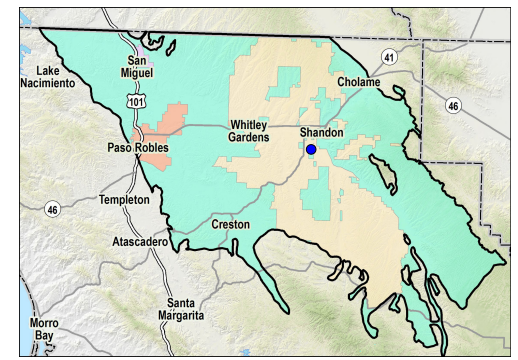 San
Miguel
41
Lake
Nacimiento
Cholame
101
46
Whitley
Gardens
Shandon
Paso Robles
Templeton
46
Creston
Atascadero
Santa
Margarita
Morro
Bay